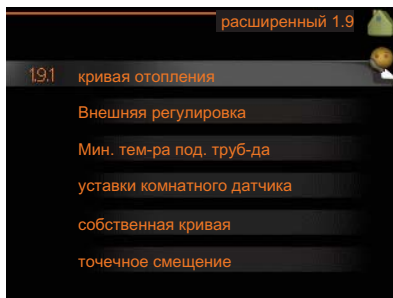 расширенный 1.9
1.9.1 кривая отопления
Внешняя регулировка
Мин. тем-ра под. труб-да
уставки комнатного датчика
собственная кривая
точечное смещение